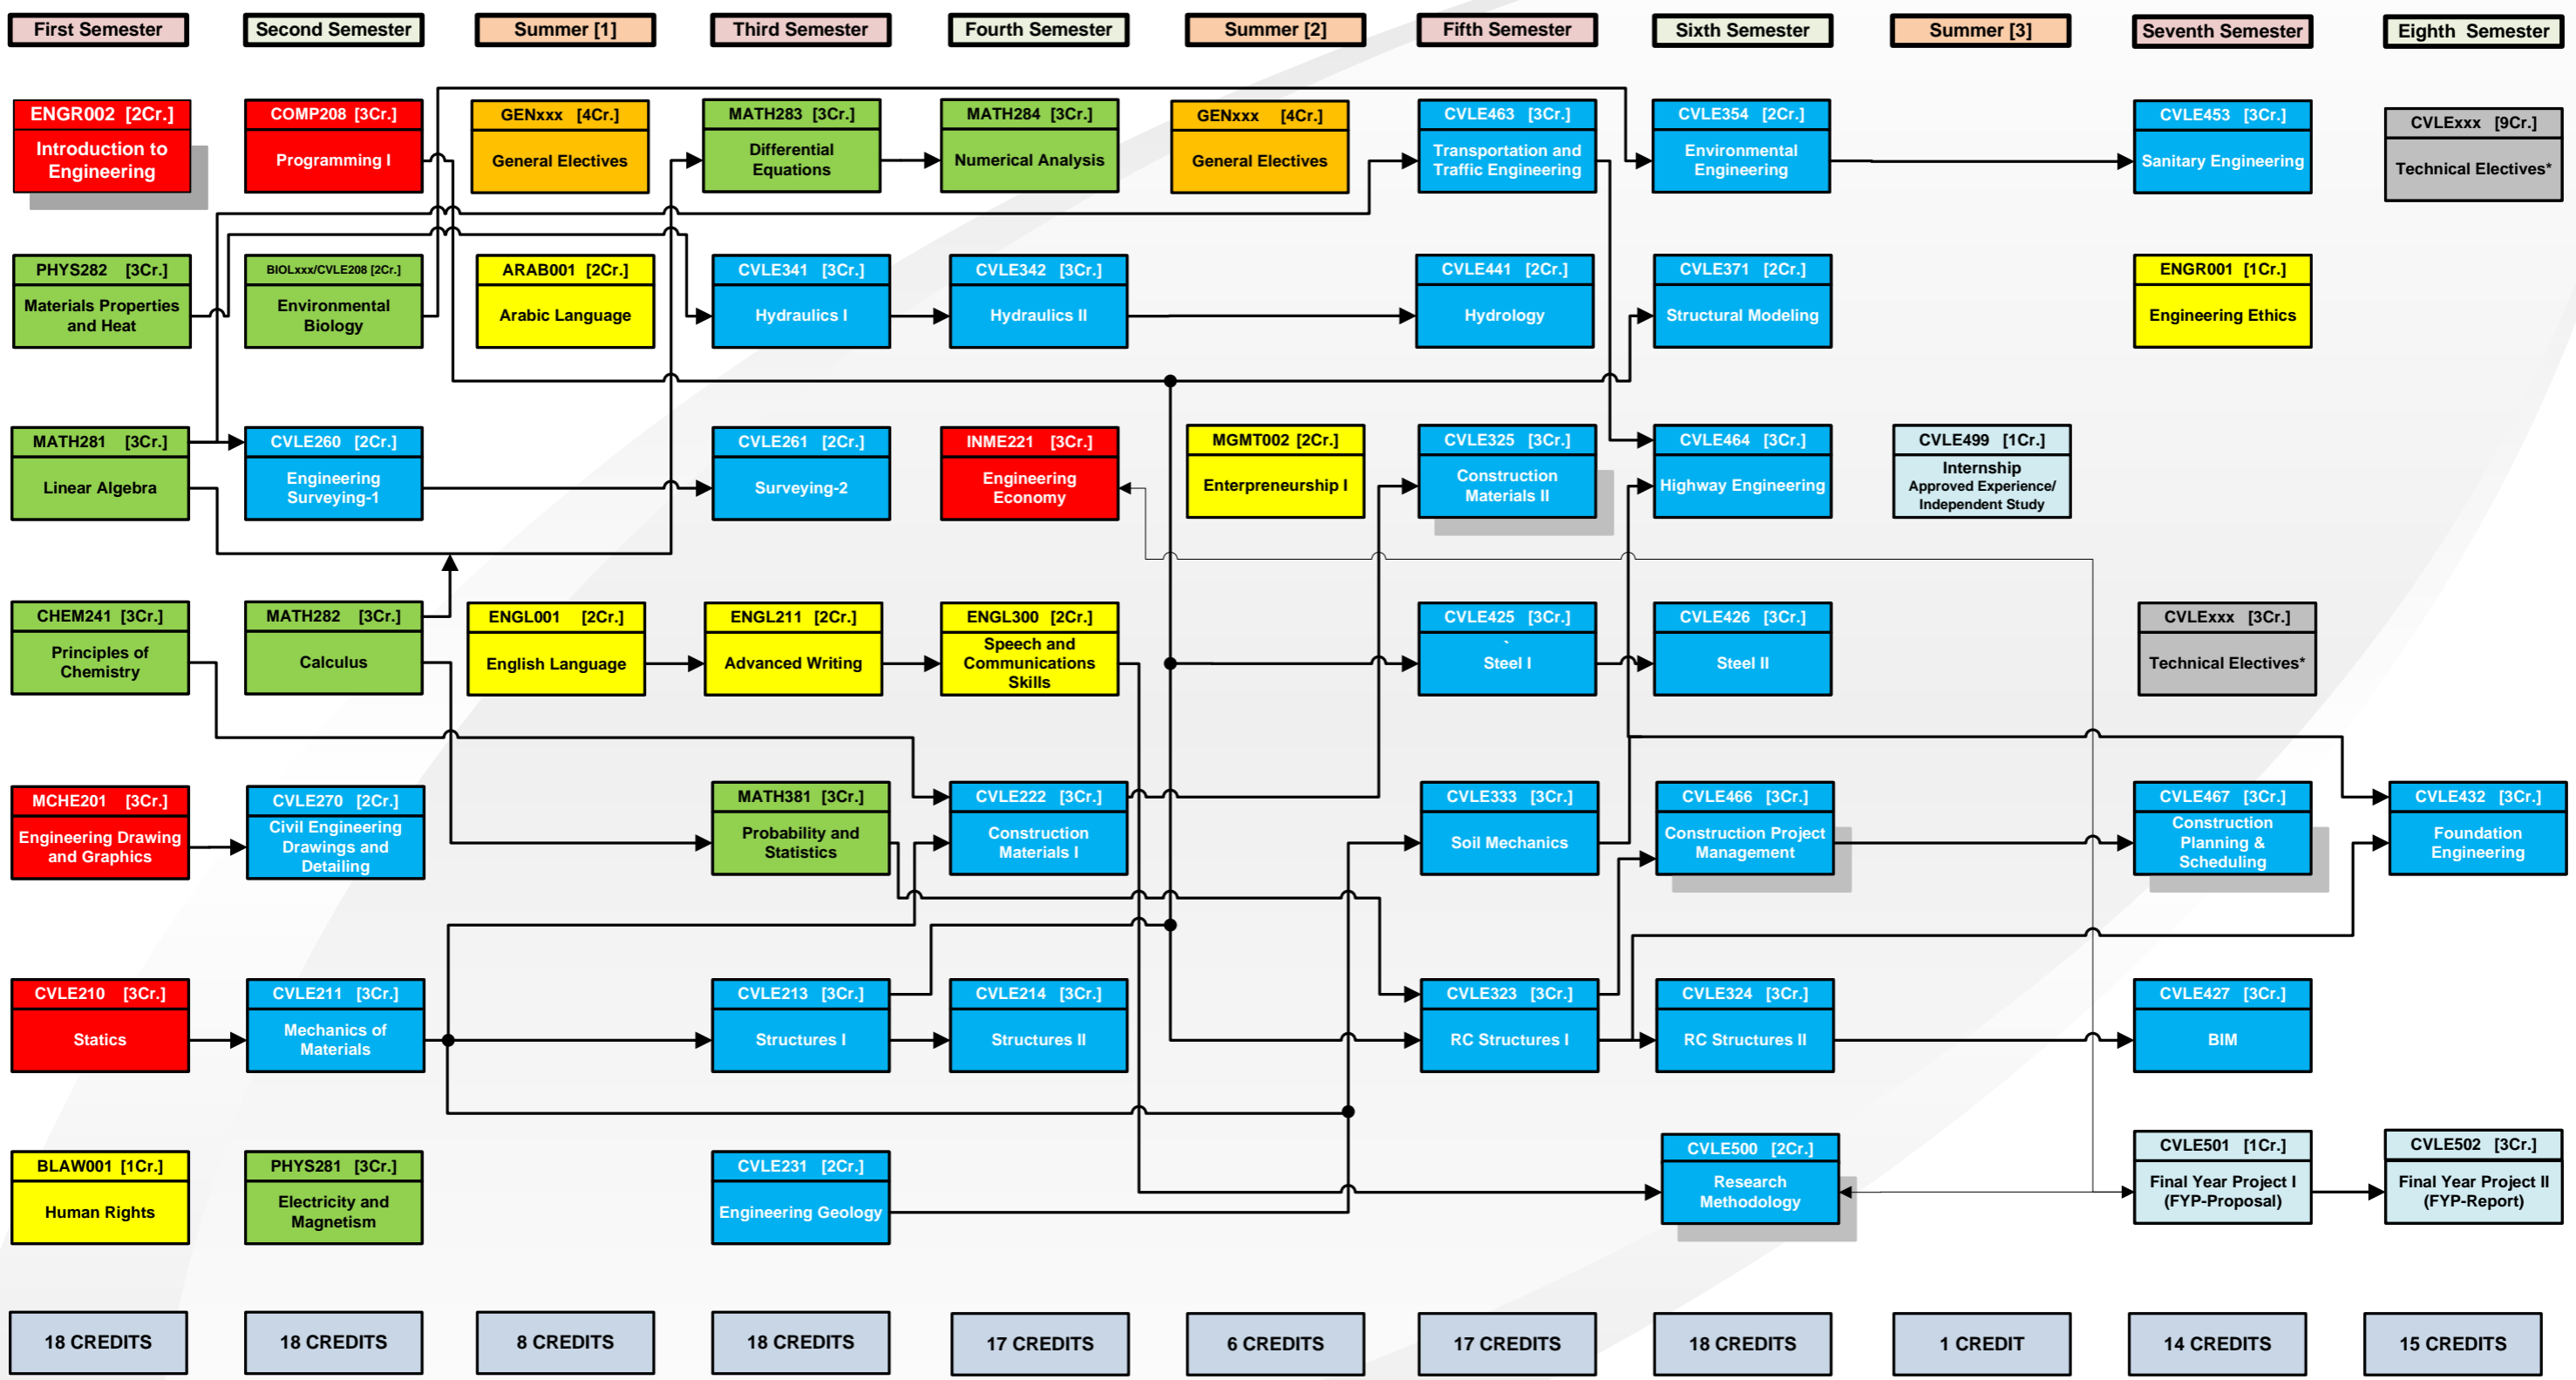 First Semester
Second Semester
Summer [1]
Third Semester
Fourth Semester
Summer [2]
Fifth Semester
Sixth Semester
Summer [3]
Seventh Semester
Eighth Semester
ENGR002 [2Cr.]
Introduction to
Engineering
COMP208 [3Cr.]
Programming I
GENxxx [4Cr.]
General Electives
MATH283 [3Cr.]
Differential
Equations
MATH284 [3Cr.]
Numerical Analysis
GENxxx [4Cr.]
General Electives
CVLE463 [3Cr.]
Transportation and
Traffic Engineering
CVLE354 [2Cr.]
Environmental
Engineering
CVLE453 [3Cr.]
Sanitary Engineering
CVLExxx [9Cr.]
Technical Electives*
PHYS282 [3Cr.]
Materials Properties
and Heat
BIOLxxx/CVLE208 [2Cr.]
Environmental
Biology
ARAB001 [2Cr.]
Arabic Language
CVLE341 [3Cr.]
Hydraulics I
CVLE342 [3Cr.]
Hydraulics II
CVLE441 [2Cr.]
Hydrology
CVLE371 [2Cr.]
Structural Modeling
ENGR001 [1Cr.]
Engineering Ethics
MATH281 [3Cr.]
Linear Algebra
CVLE260 [2Cr.]
Engineering
Surveying-1
CVLE261 [2Cr.]
Surveying-2
INME221 [3Cr.]
Engineering
Economy
MGMT002 [2Cr.]
Enterpreneurship I
CVLE325 [3Cr.]
Construction
Materials II
CVLE464 [3Cr.]
Highway Engineering
CVLE499 [1Cr.]
Internship
Approved Experience/
Independent Study
CHEM241 [3Cr.]
Principles of
Chemistry
MATH282 [3Cr.]
Calculus
ENGL001 [2Cr.]
English Language
ENGL211 [2Cr.]
Advanced Writing
ENGL300 [2Cr.]
Speech and
Communications
Skills
CVLE425 [3Cr.]
`
Steel I
CVLE426 [3Cr.]
Steel II
CVLExxx [3Cr.]
Technical Electives*
MCHE201 [3Cr.]
Engineering Drawing
and Graphics
CVLE270 [2Cr.]
Civil Engineering
Drawings and
Detailing
MATH381 [3Cr.]
Probability and
Statistics
CVLE222 [3Cr.]
Construction
Materials I
CVLE333 [3Cr.]
Soil Mechanics
CVLE466 [3Cr.]
Construction Project
Management
CVLE467 [3Cr.]
Construction
Planning &
Scheduling
CVLE432 [3Cr.]
Foundation
Engineering
CVLE210 [3Cr.]
Statics
CVLE211 [3Cr.]
Mechanics of
Materials
CVLE213 [3Cr.]
Structures I
CVLE214 [3Cr.]
Structures II
CVLE323 [3Cr.]
RC Structures I
CVLE324 [3Cr.]
RC Structures II
CVLE427 [3Cr.]
BIM
BLAW001 [1Cr.]
Human Rights
PHYS281 [3Cr.]
Electricity and
Magnetism
CVLE231 [2Cr.]
Engineering Geology
CVLE500 [2Cr.]
Research
Methodology
CVLE501 [1Cr.]
Final Year Project I
(FYP-Proposal)
CVLE502 [3Cr.]
Final Year Project II
(FYP-Report)
18 CREDITS
18 CREDITS
8 CREDITS
18 CREDITS
17 CREDITS
6 CREDITS
17 CREDITS
18 CREDITS
1 CREDIT
14 CREDITS
15 CREDITS